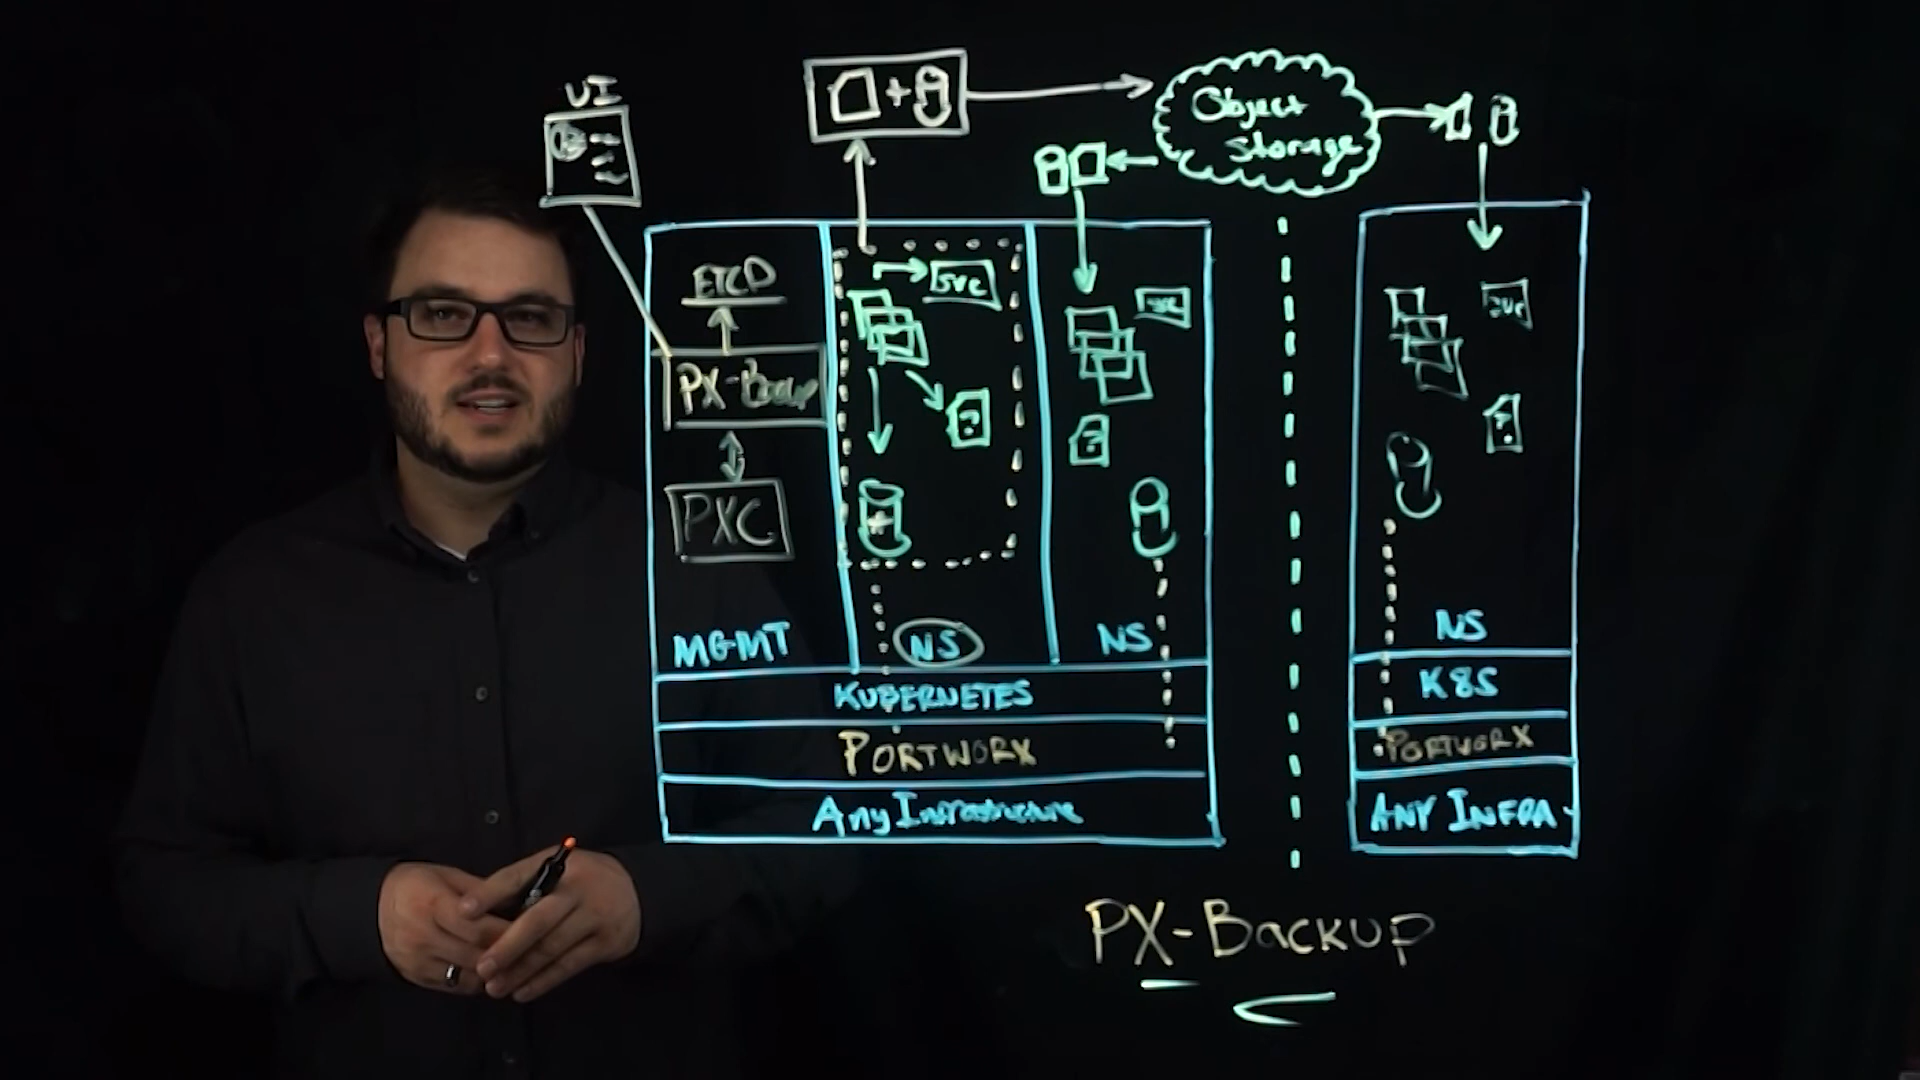 UI
Object
Storage
ETCD
svc
svc
svc
PX-Backup
?
?
?
PXC
MGMT
NS
NS
NS
KUBERNETES
K8S
PORTWORX
PORTWORX
Any Infrastructure
ANY INFRA
PX-Backup